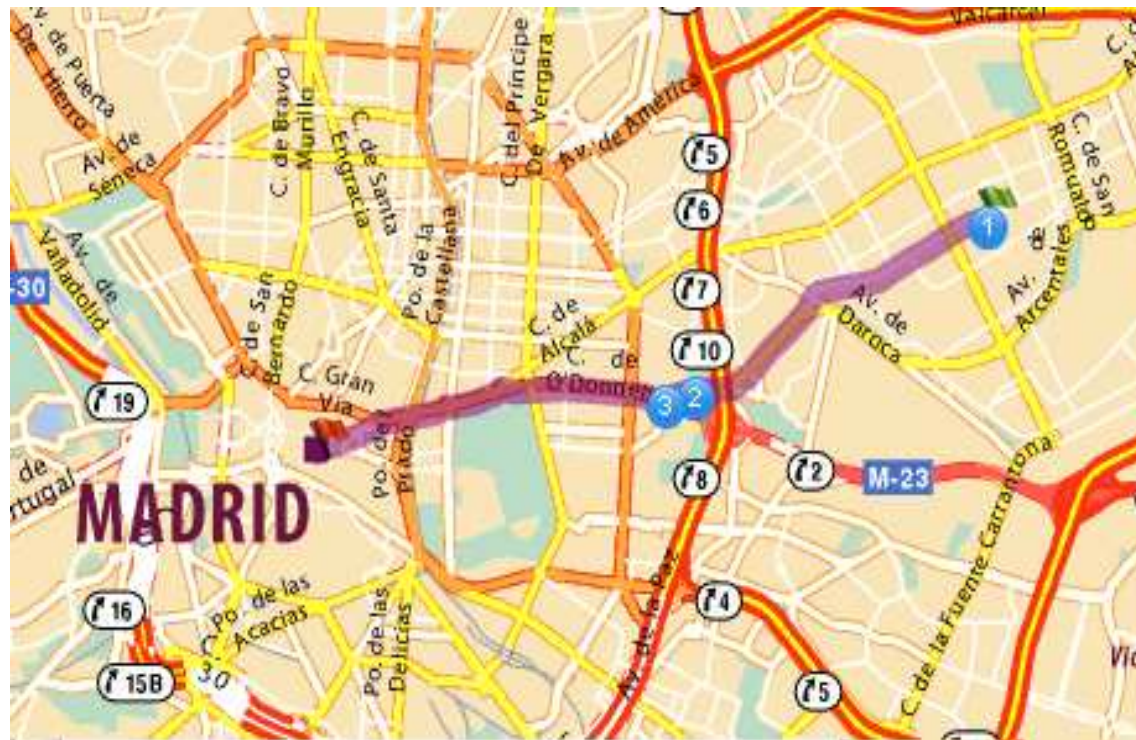 Av. de Puerta
De
Hierro
Av. de
Séneca
Av. de
Valladolid
-30
19
C. de Bravo
Murillo
C. de Santa
Engracia
C. del Príncipe
De Vergara
Av. de América
Po. de la
Castellana
C. de San
Bernardo
C. Gran
Vía
C. de
Alcalá
C. de
O'Donnell
Po. de
Prado
5
6
7
10
8
2
4
5
Valcárcel
C. de San
Romualdo
Av. de
Arcentales
Av. de
Daroca
1
2
3
M-23
MADRID
de
16
15B
30
Po. de las
Acacias
Po. de las
Delicias
Av. de la Paz
C. de la Fuente Carrantona